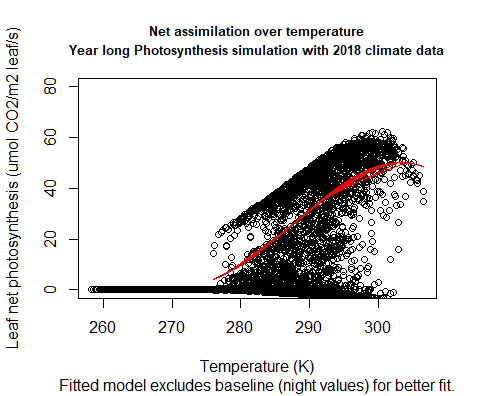 Net assimilation over temperature
Year long Photosynthesis simulation with 2018 climate data
Leaf net photosynthesis (umol CO2/m2 leaf/s)
80
60
40
20
0
260 270 280 290 300
Temperature (K)
Fitted model excludes baseline (night values) for better fit.